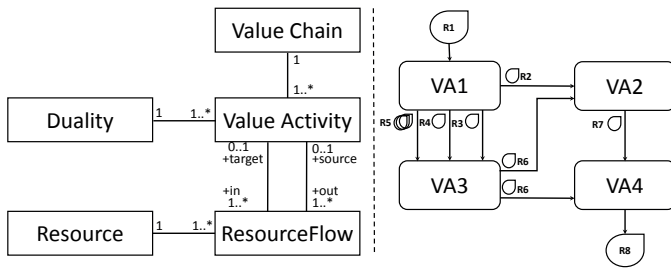 Value Chain
1
1..*
Duality
1
1..*
Value Activity
0..1
+target
0..1
+source
+in
1..*
+out
1..*
Resource
1
1..*
ResourceFlow
R1
VA1
R2
VA2
R5
R4
R3
R7
R6
VA3
R6
VA4
R8